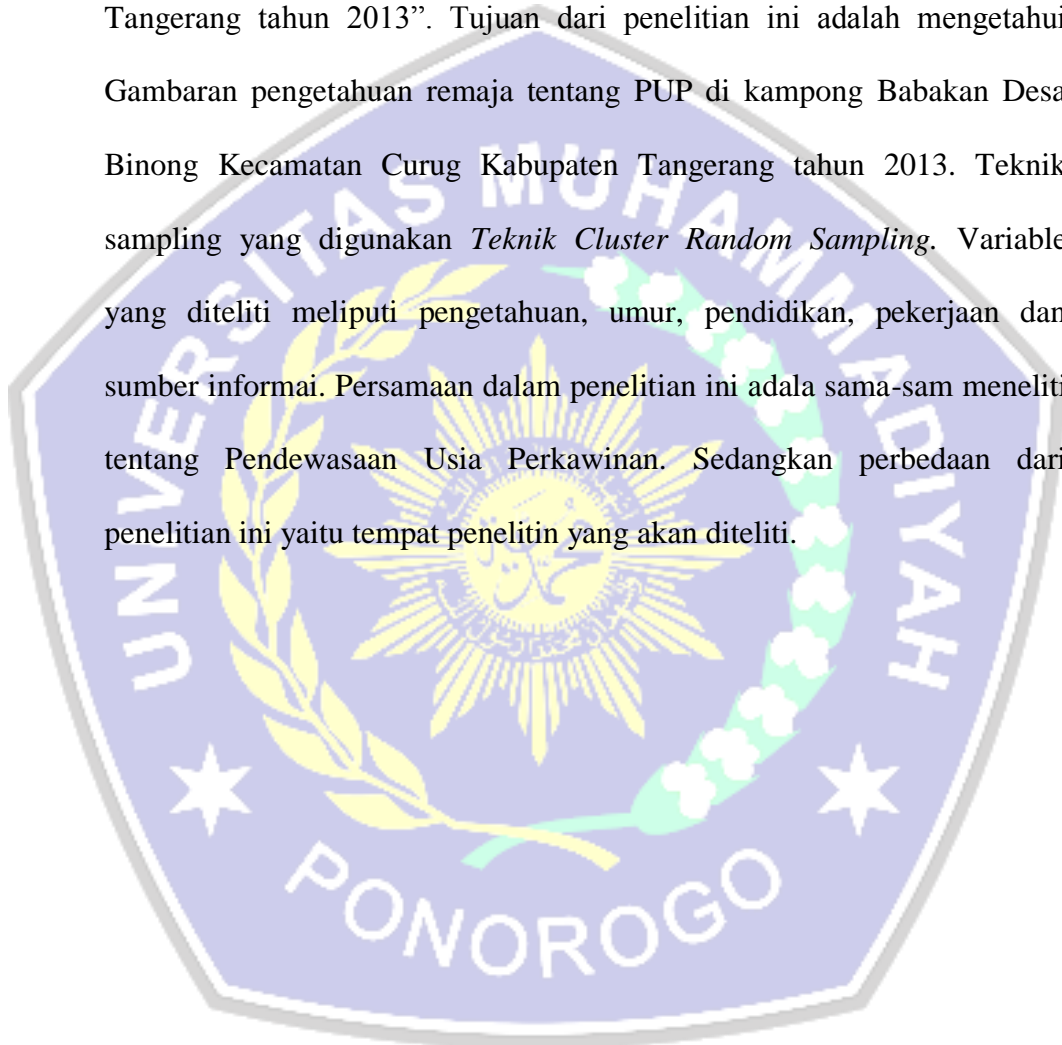 Tangerang tahun 2013”. Tujuan dari penelitian ini adalah mengetahui
Gambaran pengetahuan remaja tentang PUP di kampong Babakan Desa
Binong Kecamatan Curug Kabupaten Tangerang tahun 2013. Teknik
sampling yang digunakan Teknik Cluster Random Sampling. Variable
yang diteliti meliputi pengetahuan, umur, pendidikan, pekerjaan dan
sumber informai. Persamaan dalam penelitian ini adala sama-sam meneliti
tentang Pendewasaan Usia Perkawinan. Sedangkan perbedaan dari
penelitian ini yaitu tempat penelitin yang akan diteliti.
UNIVERSITAS MUHAMMADIYAH
PONOROGO